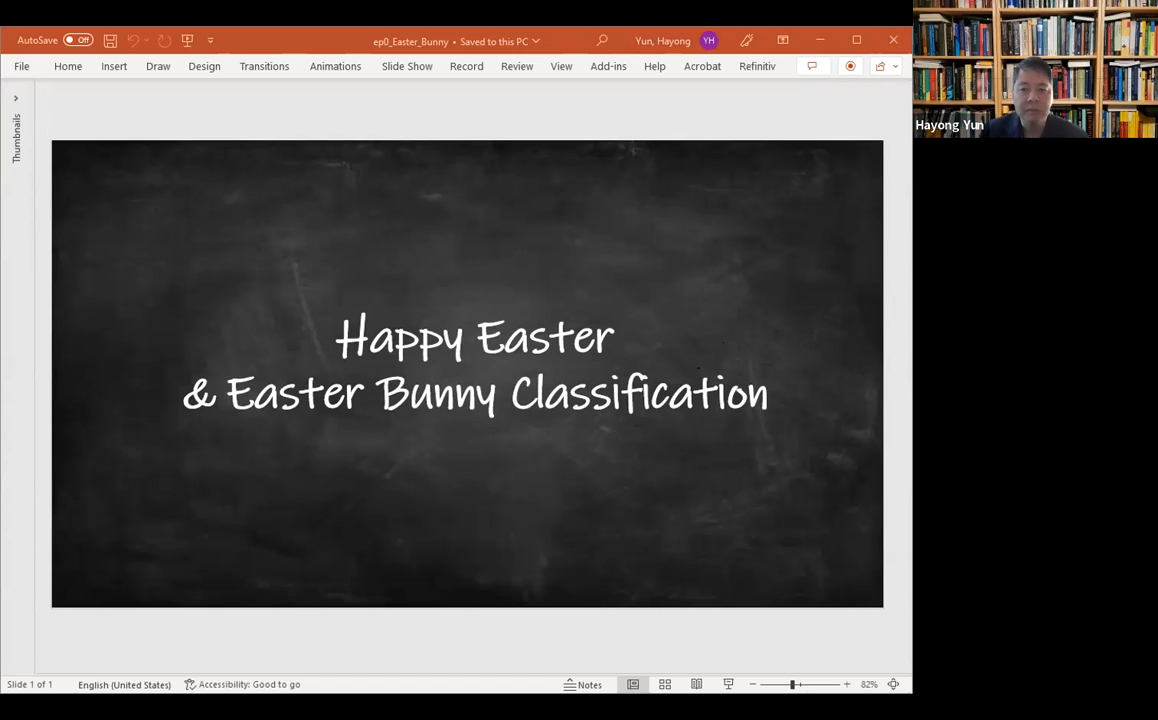 AutoSave Off ep0_Easter_Bunny • Saved to this PC Yun, Hayong YH
File Home Insert Draw Design Transitions Animations Slide Show Record Review View Add-ins Help Acrobat Refinitiv
Thumbnails
Hayong Yun
Happy Easter
& Easter Bunny Classification
Slide 1 of 1 English (United States) Accessibility: Good to go Notes 82%